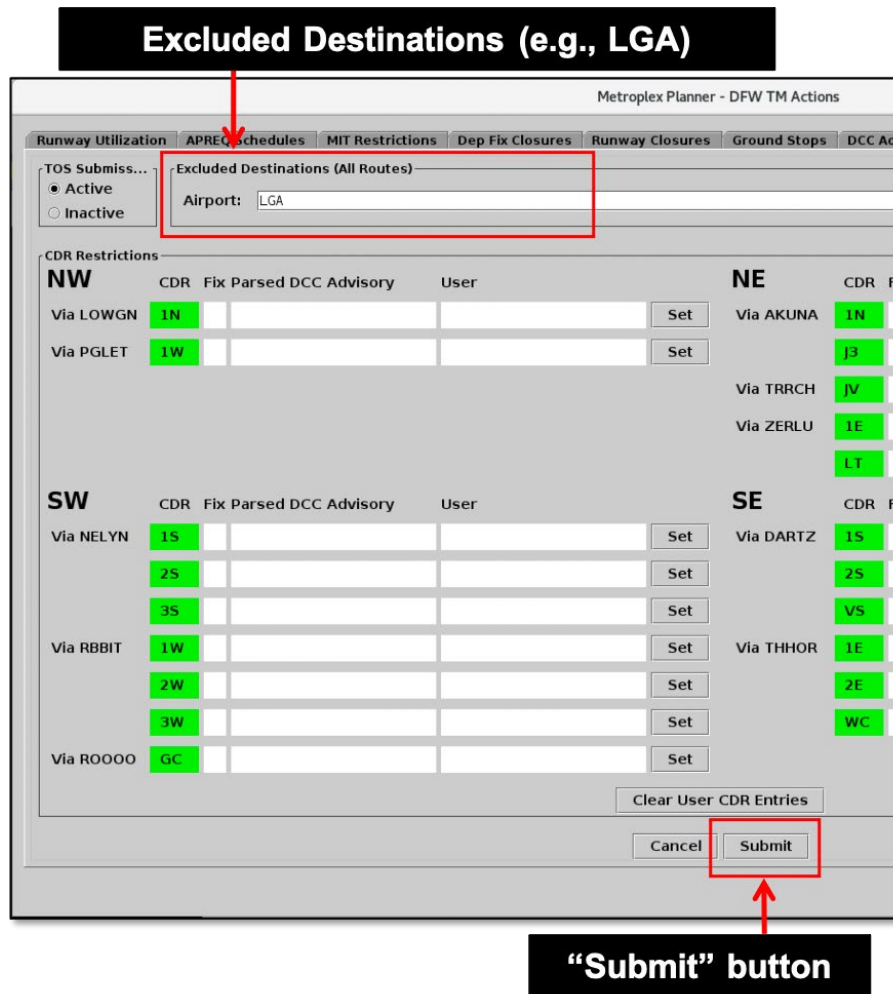 Excluded Destinations (e.g., LGA)
Metroplex Planner - DFW TM Actions
Runway Utilization APREQ Schedules MIT Restrictions Dep Fix Closures Runway Closures Ground Stops DCC
TOS Submiss... Excluded Destinations (All Routes)
Active
Inactive
Airport: LGA
CDR Restrictions
NW CDR Fix Parsed DCC Advisory User
Via LOWGN 1N Set
Via PGLET 1W Set
NE CDR
Via AKUNA 1N
J3
Via TRRCH JV
Via ZERLU 1E
LT
SW CDR Fix Parsed DCC Advisory User
Via NELYN 1S Set
2S Set
3S Set
Via RBBIT 1W Set
2W Set
3W Set
Via ROOOO GC Set
SE CDR
Via DARTZ 1S
2S
VS
Via THHOR 1E
2E
WC
Clear User CDR Entries
Cancel Submit
“Submit” button